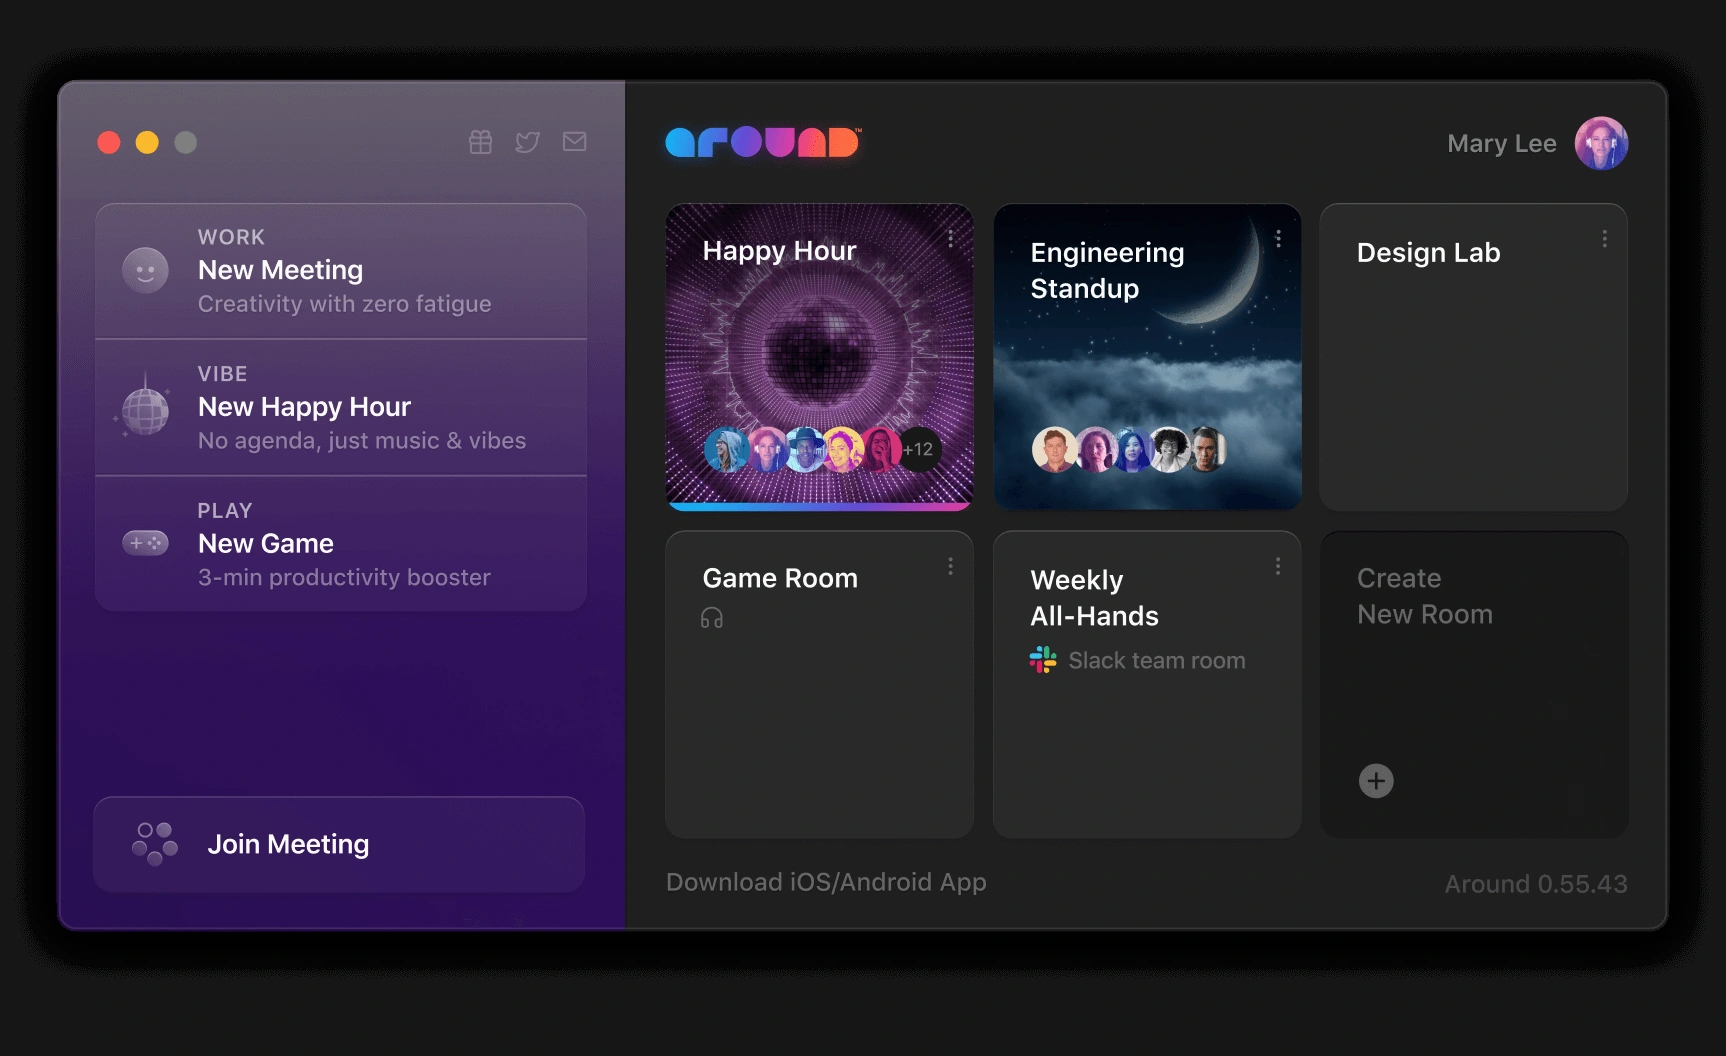 WORK
New Meeting
Creativity with zero fatigue
VIBE
New Happy Hour
No agenda, just music & vibes
PLAY
New Game
3-min productivity booster
Join Meeting
around™
Mary Lee
Happy Hour
+12
Engineering
Standup
Design Lab
Game Room
Weekly
All-Hands
Slack team room
Create
New Room
Download iOS/Android App
Around 0.55.43